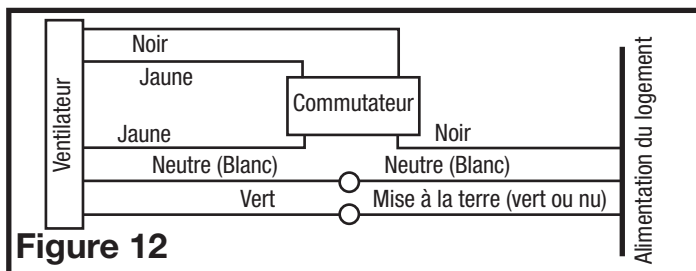 Noir
Jaune
Ventilateur
Commutateur
Jaune
Noir
Neutre (Blanc)
Neutre (Blanc)
Vert
Mise à la terre (vert ou nu)
Alimentation du logement
Figure 12